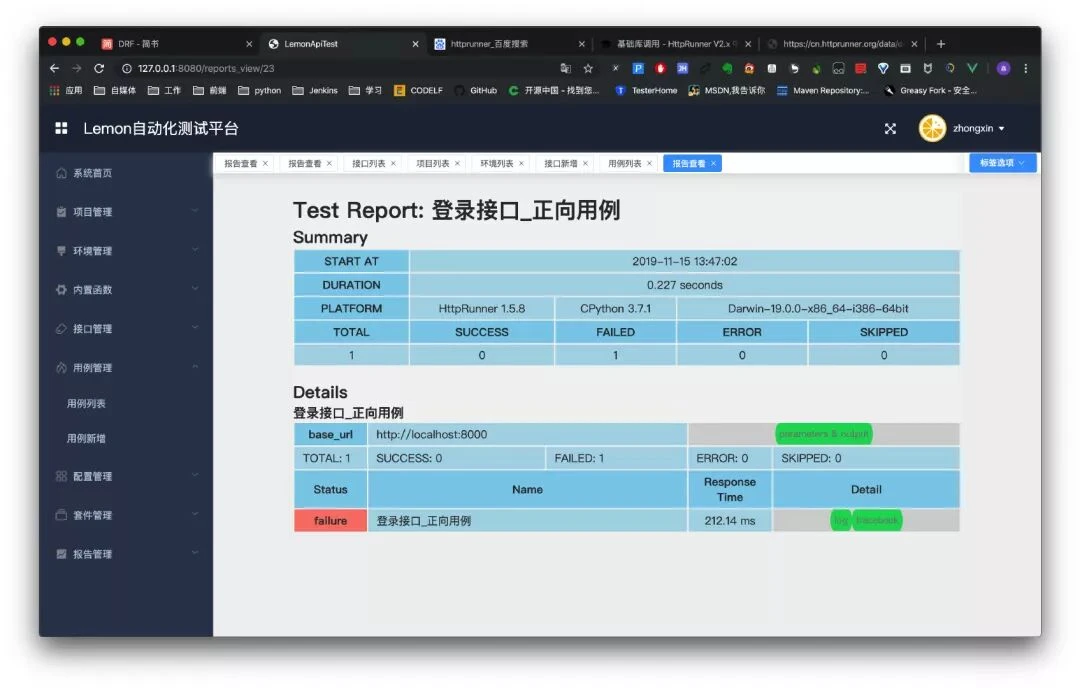 DRF - 简书
LemonApiTest
httprunner_百度搜索
基础库调用 - HttpRunner V2.x
https://cn.httprunner.org/data/
127.0.0.1:8080/reports_view/23
应用 自媒体 工作 前端 python Jenkins 学习 CODELF GitHub 开源中国 - 找到您... TesterHome MSDN,我告诉你 Maven Repository:... Greasy Fork - 安全...
Lemon自动化测试平台
zhongxin
报告查看 × 报告查看 × 接口列表 × 项目列表 × 环境列表 × 接口新增 × 用例列表 × 报告查看 × 标签选项
系统首页
项目管理
环境管理
内置函数
接口管理
用例管理
用例列表
用例新增
配置管理
套件管理
报告管理
Test Report: 登录接口_正向用例
Summary
START AT 2019-11-15 13:47:02
DURATION 0.227 seconds
PLATFORM HttpRunner 1.5.8 CPython 3.7.1 Darwin-19.0.0-x86_64-i386-64bit
TOTAL SUCCESS FAILED ERROR SKIPPED
1 0 1 0 0
Details
登录接口_正向用例
base_url http://localhost:8000 parameters & output
TOTAL: 1 SUCCESS: 0 FAILED: 1 ERROR: 0 SKIPPED: 0
Status Name Response Time Detail
failure 登录接口_正向用例 212.14 ms log traceback